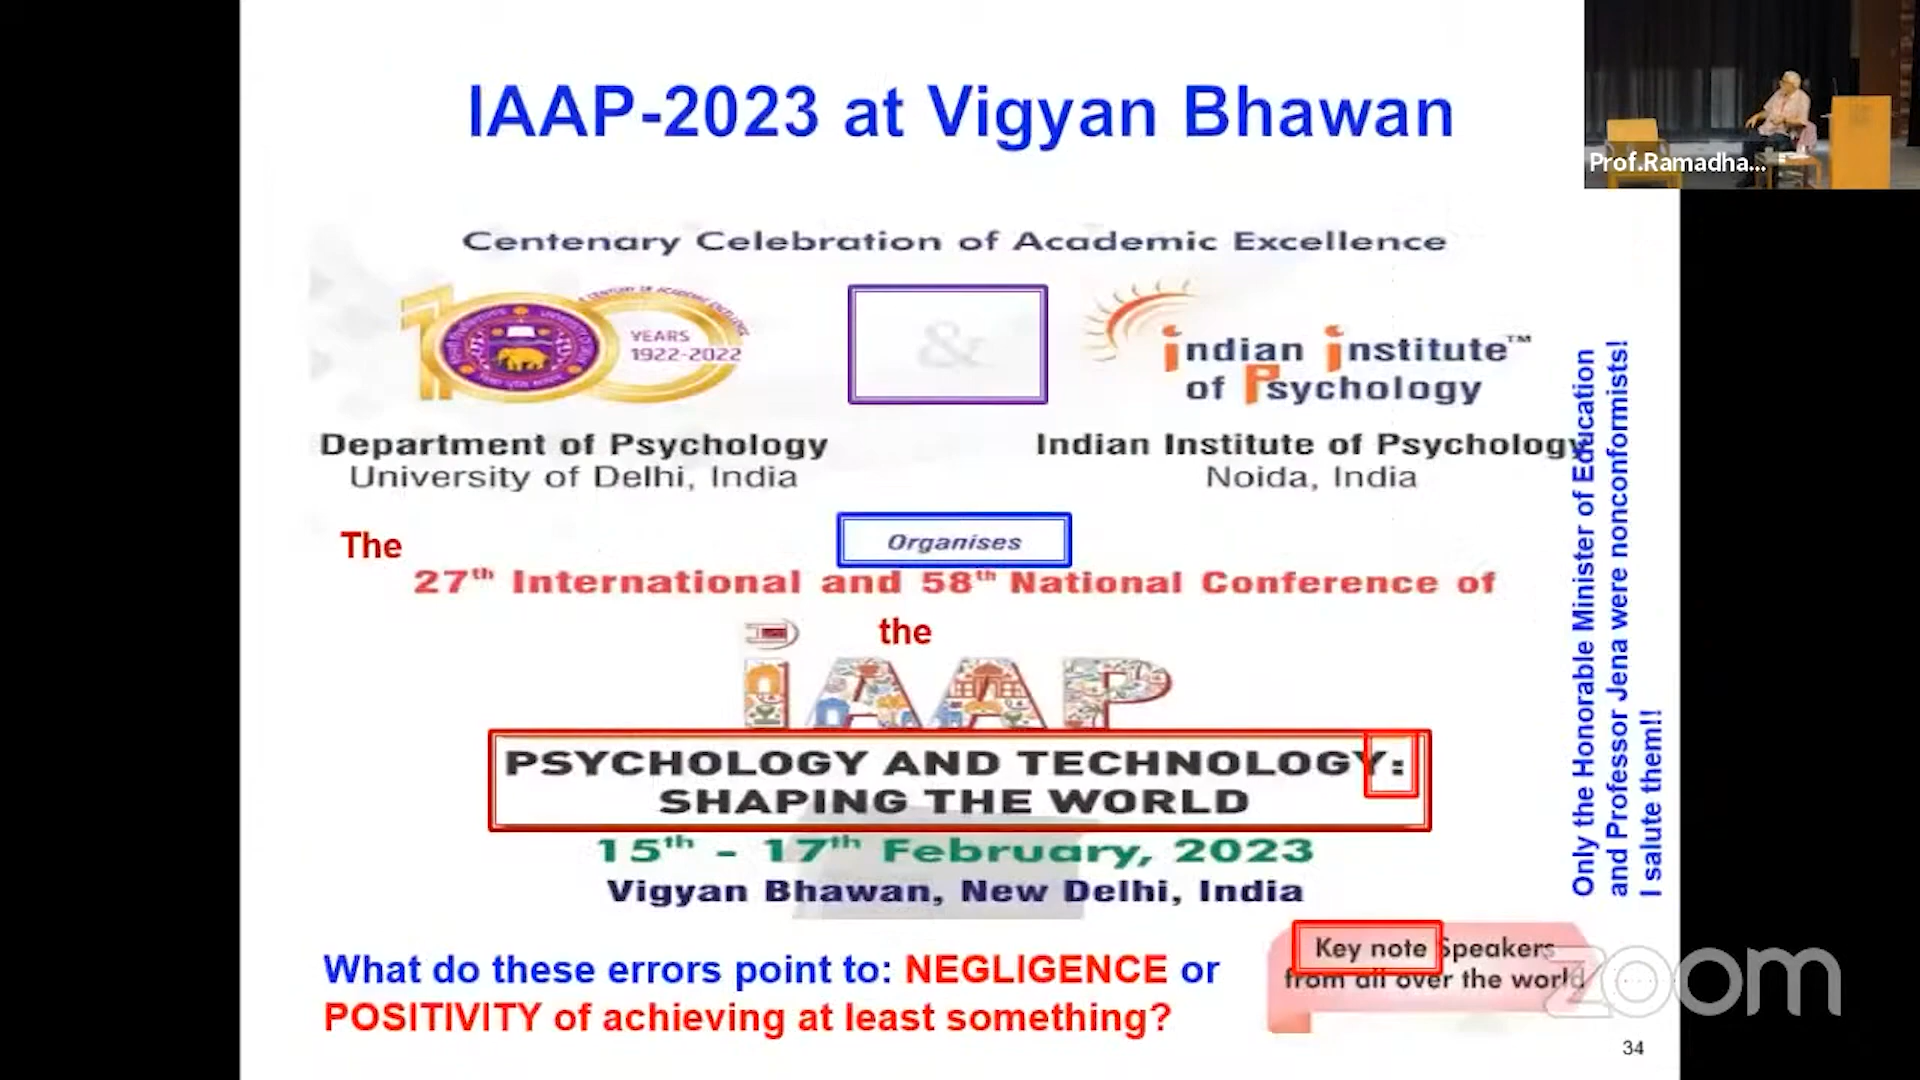 IAAP-2023 at Vigyan Bhawan
Prof.Ramadha...
Centenary Celebration of Academic Excellence
A CENTURY OF ACADEMIC EXCELLENCE
YEARS
1922-2022
&
indian institute™
of Psychology
Department of Psychology
University of Delhi, India
Indian Institute of Psychology
Noida, India
Organises
The
27th International and 58th National Conference of
the
iAAP
PSYCHOLOGY AND TECHNOLOGY:
SHAPING THE WORLD
15th - 17th February, 2023
Vigyan Bhawan, New Delhi, India
Only the Honorable Minister of Education
and Professor Jena were nonconformists!
I salute them!!
What do these errors point to: NEGLIGENCE or
POSITIVITY of achieving at least something?
Key note Speakers
from all over the world
zoom
34